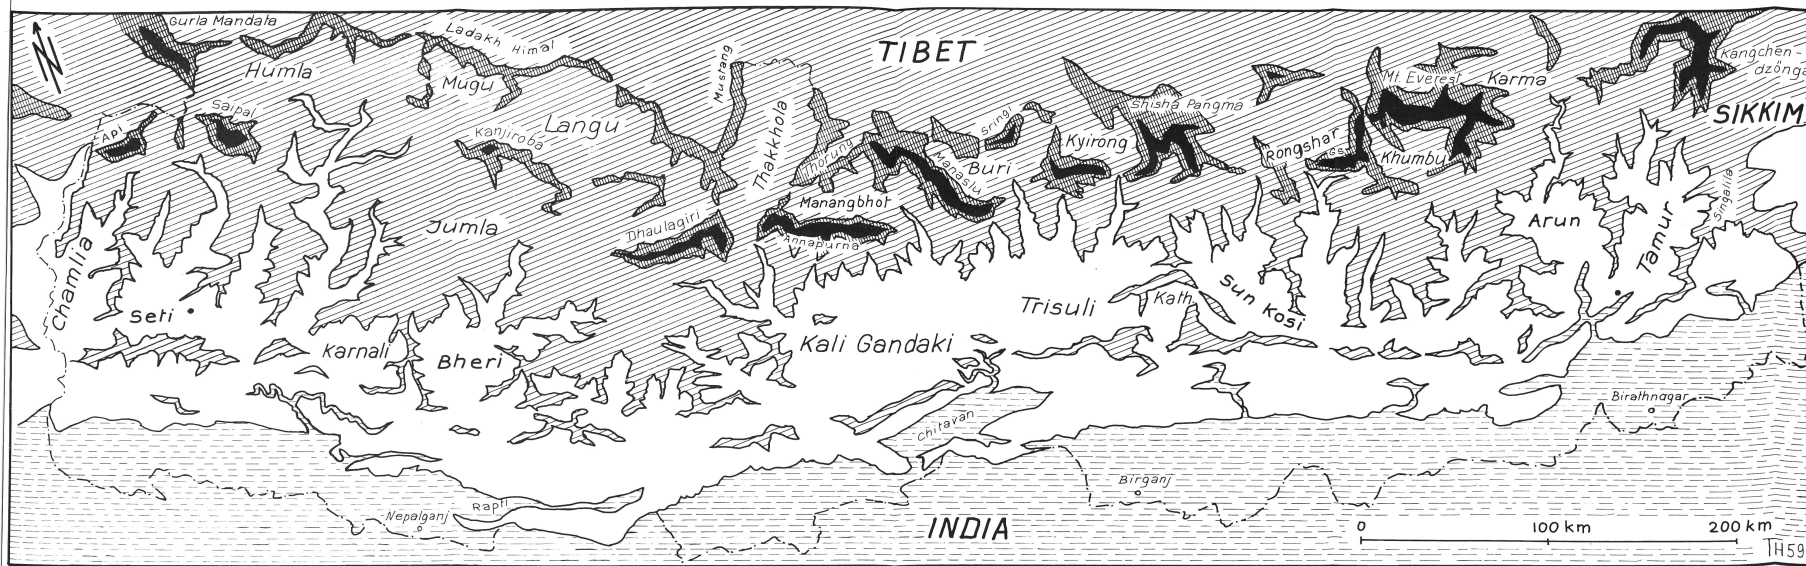 Gurla Mandata
N
Ladakh Himal
Humla
Mugu
Mustang
TIBET
Kangchen-
dzönga
Mt. Everest
Karma
Saipal
Api
Langu
Kanjiroba
Thakkhola
Thorung
Manaslu
Buri
Sring
Kyirong
Shisha Pangma
Rongshar
Khumbu
SIKKIM
Chamlia
Jumla
Dhaulagiri
Manangbhot
Annapurna
Arun
Tamur
Singalila
Seti
Karnali
Bheri
Kali Gandaki
Trisuli
Kath.
Sun Kosi
Chitavan
Birathnagar
Birganj
Rapti
Nepalganj
INDIA
0 100 km 200 km
TH59